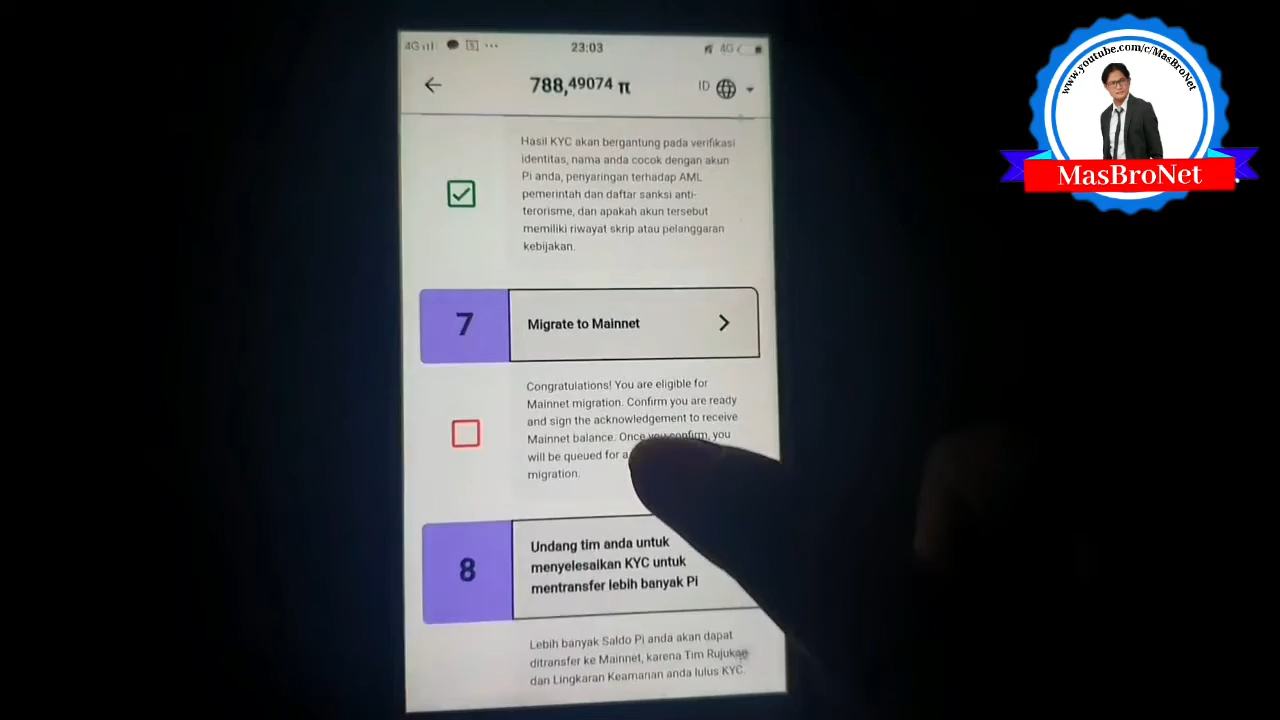 4G
23:03
4G
788,49074 π
ID
Hasil KYC akan bergantung pada verifikasi
identitas, nama anda cocok dengan akun
Pi anda, penyaringan terhadap AML
pemerintah dan daftar sanksi anti-
terorisme, dan apakah akun tersebut
memiliki riwayat skrip atau pelanggaran
kebijakan.
7
Migrate to Mainnet
Congratulations! You are eligible for
Mainnet migration. Confirm you are ready
and sign the acknowledgement to receive
Mainnet balance. Once you confirm, you
will be queued for a
migration.
8
Undang tim anda untuk
menyelesaikan KYC untuk
mentransfer lebih banyak Pi
Lebih banyak Saldo Pi anda akan dapat
ditransfer ke Mainnet, karena Tim Rujukan
dan Lingkaran Keamanan anda lulus KYC.
www.youtube.com/c/MasBroNet
MasBroNet